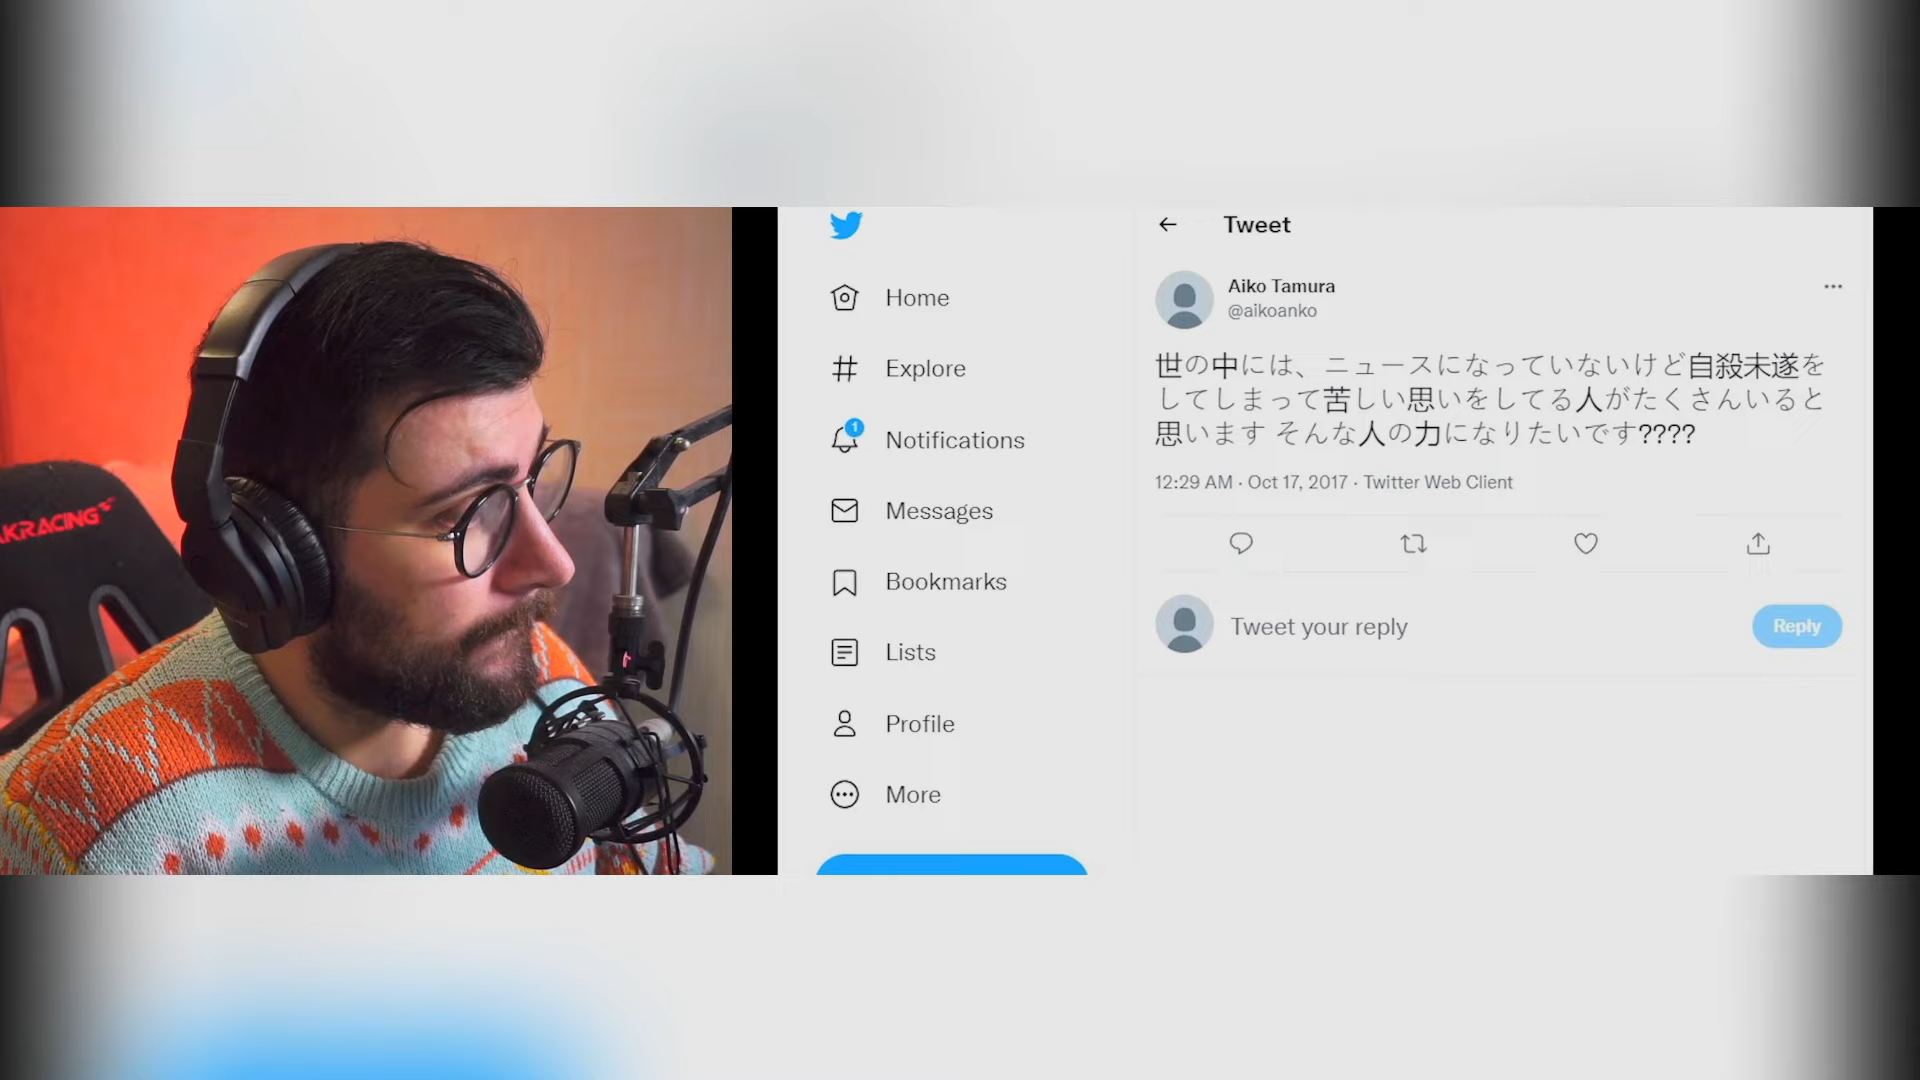 AKRACING
Home
Explore
1
Notifications
Messages
Bookmarks
Lists
Profile
More
Tweet
Aiko Tamura
@aikoanko
世の中には、ニュースになっていないけど自殺未遂を
してしまって苦しい思いをしてる人がたくさんいると
思います そんな人の力になりたいです????
12:29 AM · Oct 17, 2017 · Twitter Web Client
Tweet your reply
Reply